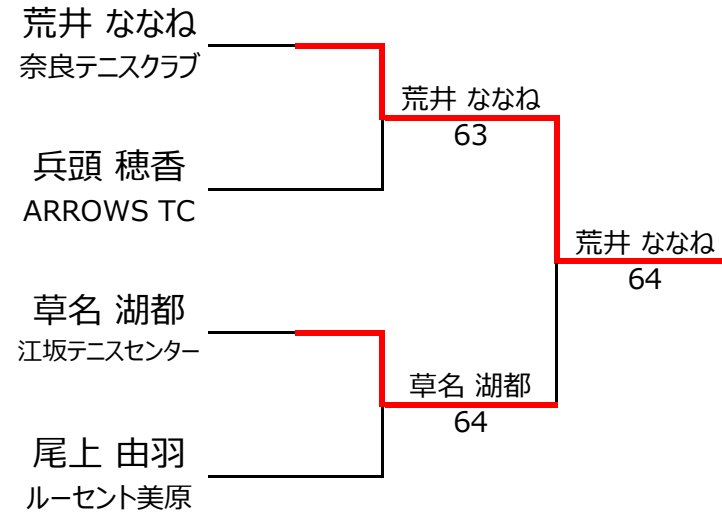 荒井 ななね
奈良テニスクラブ
兵頭 穂香
ARROWS TC
草名 湖都
江坂テニスセンター
尾上 由羽
ルーセント美原
荒井 ななね
63
草名 湖都
64
荒井 ななね
64